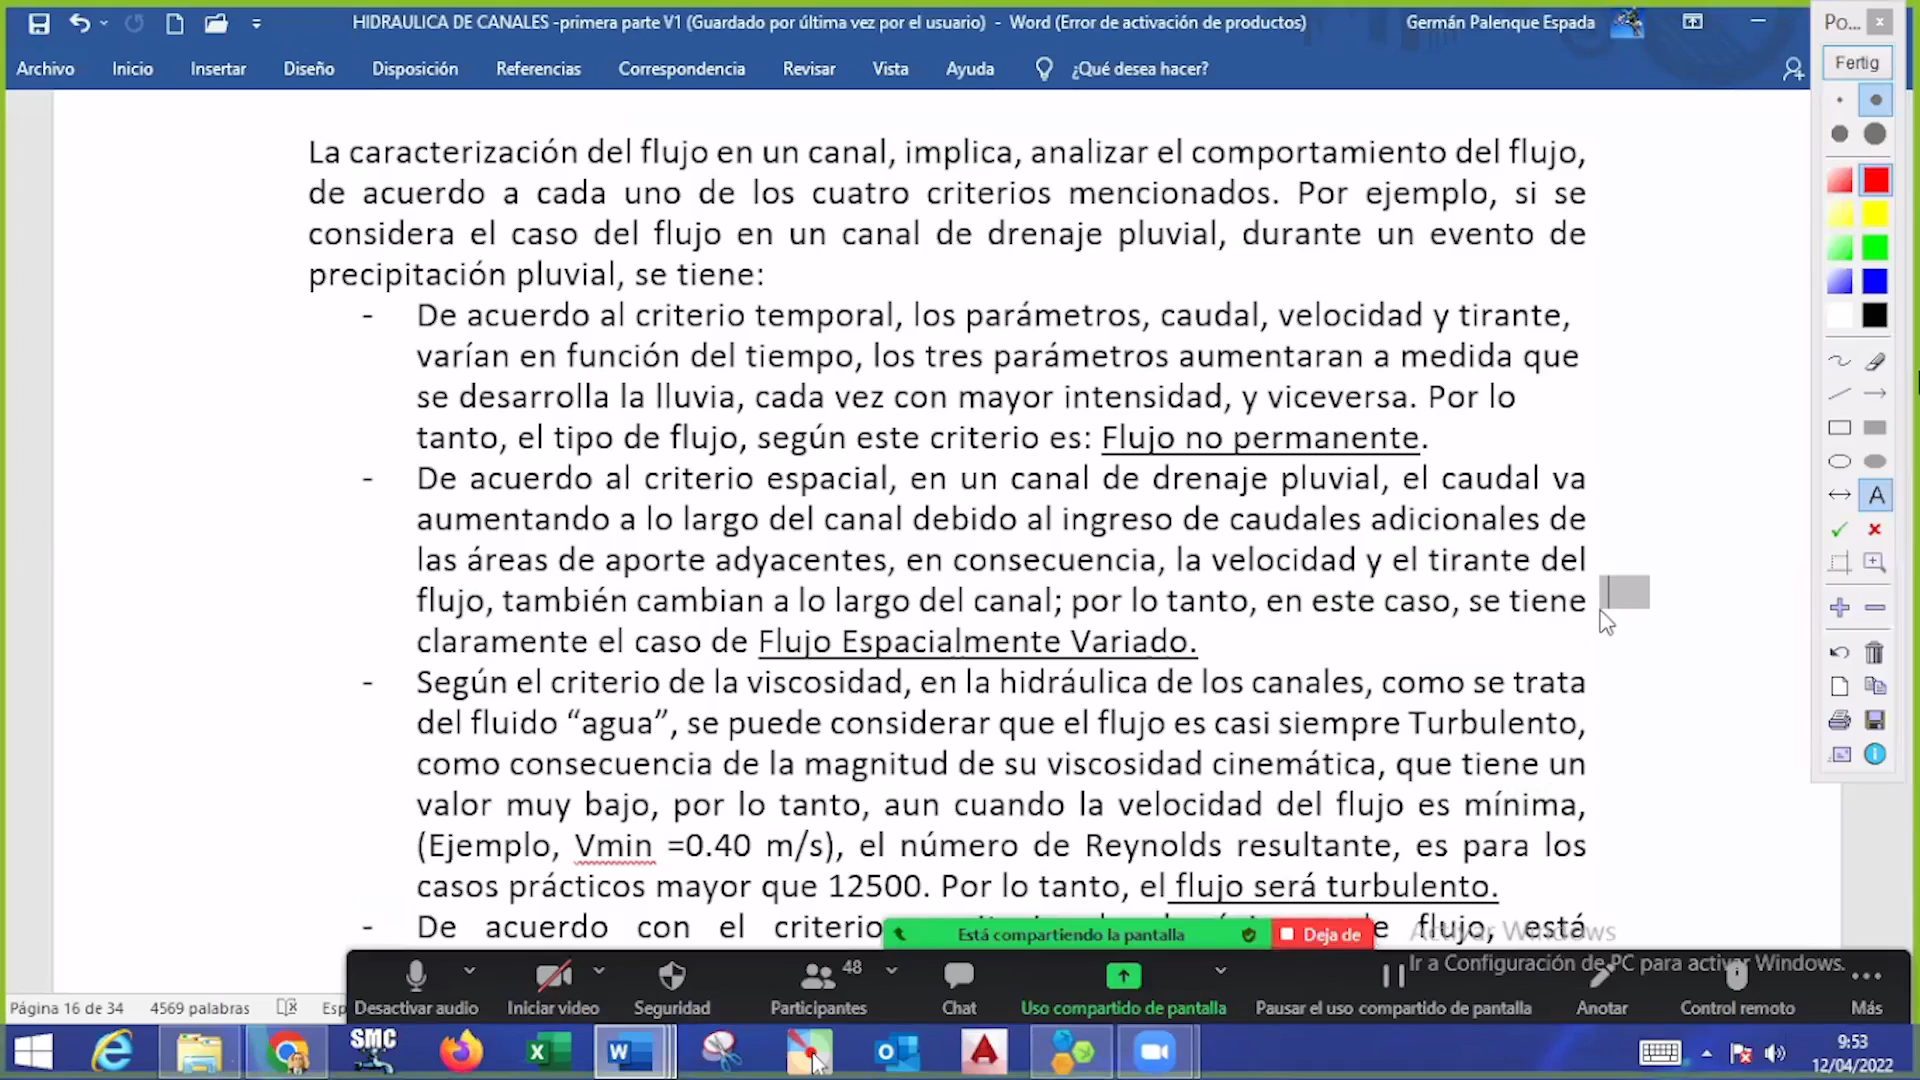 HIDRAULICA DE CANALES -primera parte V1 (Guardado por última vez por el usuario) - Word (Error de activación de productos)
Germán Palenque Espada
Po...
Archivo Inicio Insertar Diseño Disposición Referencias Correspondencia Revisar Vista Ayuda ¿Qué desea hacer?
Fertig
La caracterización del flujo en un canal, implica, analizar el comportamiento del flujo,
de acuerdo a cada uno de los cuatro criterios mencionados. Por ejemplo, si se
considera el caso del flujo en un canal de drenaje pluvial, durante un evento de
precipitación pluvial, se tiene:
- De acuerdo al criterio temporal, los parámetros, caudal, velocidad y tirante,
varían en función del tiempo, los tres parámetros aumentaran a medida que
se desarrolla la lluvia, cada vez con mayor intensidad, y viceversa. Por lo
tanto, el tipo de flujo, según este criterio es: Flujo no permanente.
- De acuerdo al criterio espacial, en un canal de drenaje pluvial, el caudal va
aumentando a lo largo del canal debido al ingreso de caudales adicionales de
las áreas de aporte adyacentes, en consecuencia, la velocidad y el tirante del
flujo, también cambian a lo largo del canal; por lo tanto, en este caso, se tiene
claramente el caso de Flujo Espacialmente Variado.
- Según el criterio de la viscosidad, en la hidráulica de los canales, como se trata
del fluido “agua”, se puede considerar que el flujo es casi siempre Turbulento,
como consecuencia de la magnitud de su viscosidad cinemática, que tiene un
valor muy bajo, por lo tanto, aun cuando la velocidad del flujo es mínima,
(Ejemplo, Vmin =0.40 m/s), el número de Reynolds resultante, es para los
casos prácticos mayor que 12500. Por lo tanto, el flujo será turbulento.
- De acuerdo con el criterio flujo, está
Está compartiendo la pantalla
Deja de
Activar Windows
Ir a Configuración de PC para activar Windows.
48
Desactivar audio Iniciar video Seguridad Participantes Chat Uso compartido de pantalla Pausar el uso compartido de pantalla Anotar Control remoto Más
Página 16 de 34 4569 palabras Esp
SMC
9:53
12/04/2022